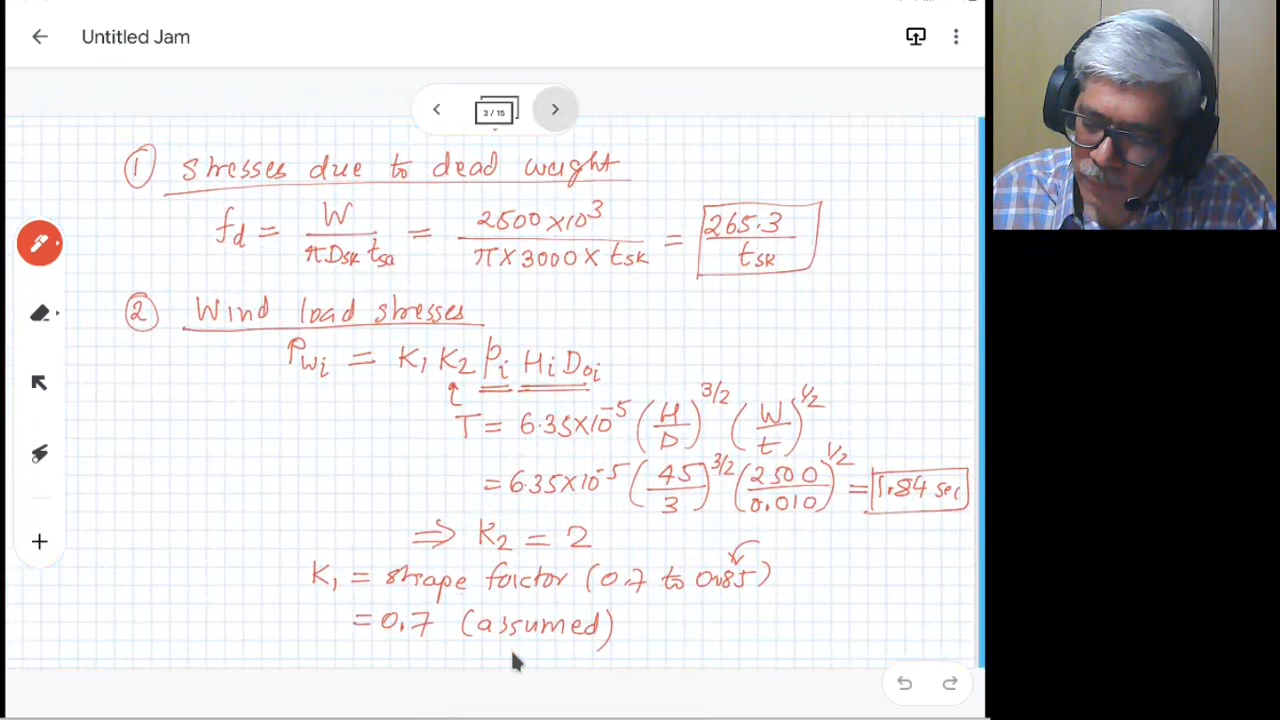 Untitled Jam
3 / 15
① Stresses due to dead weight
fd = W / πDsk tsa = 2500×10³ / π×3000×tsk = 265.3 / tsk
② Wind load stresses
Pwi = K₁ K₂ pi Hi Doi
T = 6.35×10⁻⁵ (H/D)^3/2 (W/t)^1/2
= 6.35×10⁻⁵ (45/3)^3/2 (2500/0.010)^1/2 = 1.84 sec
⇒ K₂ = 2
K₁ = shape factor (0.7 to 0.85)
= 0.7 (assumed)